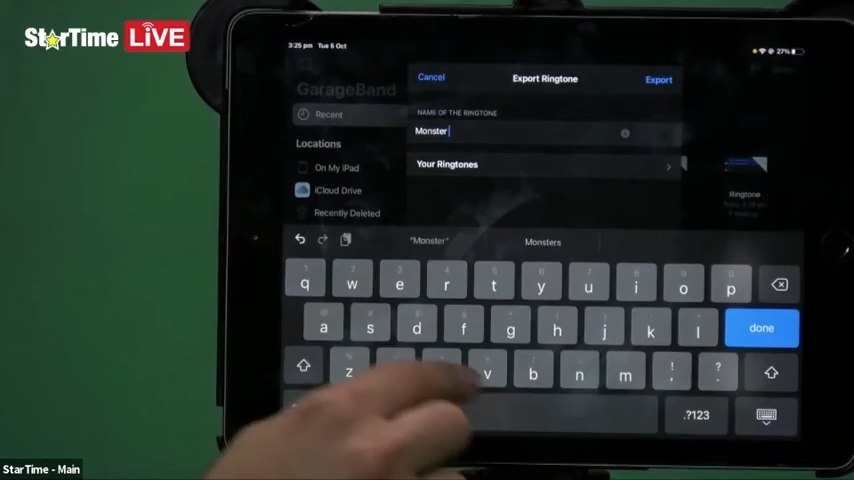 StarTime LIVE
3:25 pm Tue 5 Oct
27%
Cancel
Export Ringtone
Export
GarageBand
NAME OF THE RINGTONE
Recent
Monster
Locations
Your Ringtones
On My iPad
iCloud Drive
Ringtone
Recently Deleted
"Monster"
Monsters
q w e r t y u i o p
a s d f g h j k l
done
z v b n m ! , ? .
.?123
StarTime - Main